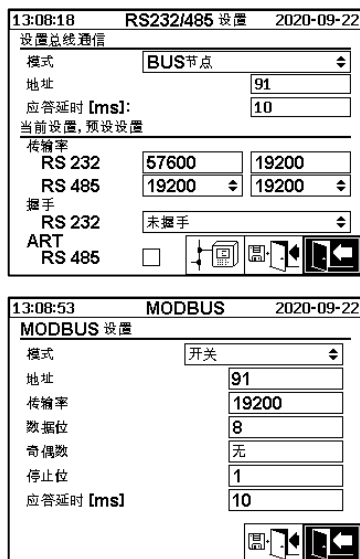 13:08:18 RS232/485 设置 2020-09-22
设置总线通信
模式 BUS节点
地址 91
应答延时 [ms]: 10
当前设置, 预设设置
传输率
RS 232 57600 19200
RS 485 19200 19200
握手
RS 232 未握手
ART
RS 485
13:08:53 MODBUS 2020-09-22
MODBUS 设置
模式 开关
地址 91
传输率 19200
数据位 8
奇偶数 无
停止位 1
应答延时 [ms] 10